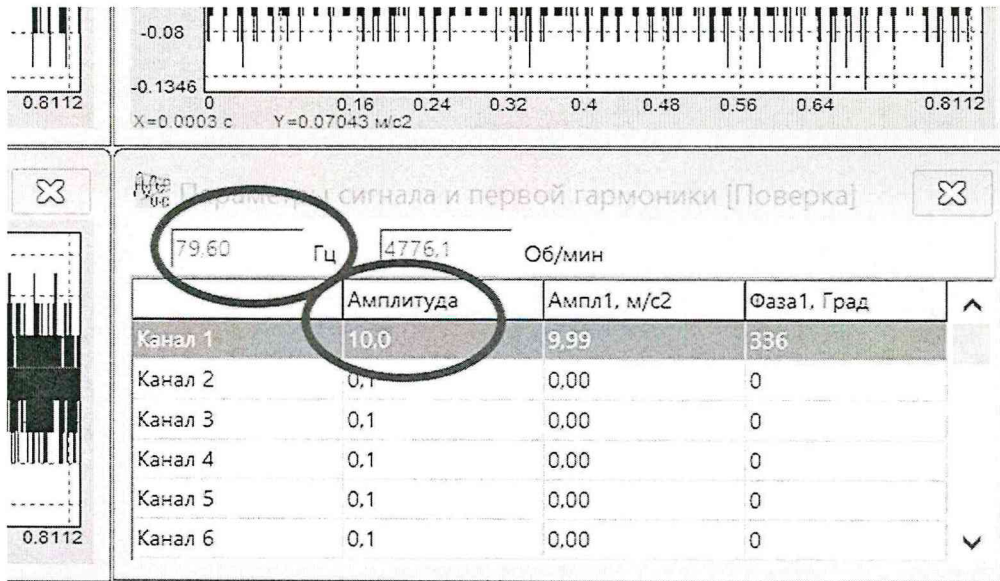 -0.08
-0.1346
0.8112
0 0.16 0.24 0.32 0.4 0.48 0.56 0.64 0.8112
X=0.0003 с Y=0.07043 м/с2
Параметры сигнала и первой гармоники [Поверка]
79,60 Гц 4776,1 Об/мин
Амплитуда Ампл1, м/с2 Фаза1, Град
Канал 1 10,0 9,99 336
Канал 2 0,1 0,00 0
Канал 3 0,1 0,00 0
Канал 4 0,1 0,00 0
Канал 5 0,1 0,00 0
Канал 6 0,1 0,00 0
0.8112